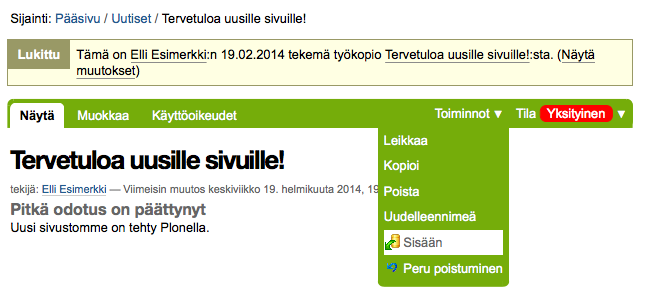 Sijainti: Pääsivu / Uutiset / Tervetuloa uusille sivuille!
Lukittu Tämä on Elli Esimerkki:n 19.02.2014 tekemä työkopio Tervetuloa uusille sivuille!:sta. (Näytä
muutokset)
Näytä Muokkaa Käyttöoikeudet Toiminnot ▼ Tila Yksityinen ▼
Leikkaa
Kopioi
Poista
Uudelleennimeä
Sisään
Peru poistuminen
Tervetuloa uusille sivuille!
tekijä: Elli Esimerkki — Viimeisin muutos keskiviikko 19. helmikuuta 2014, 19
Pitkä odotus on päättynyt
Uusi sivustomme on tehty Plonella.